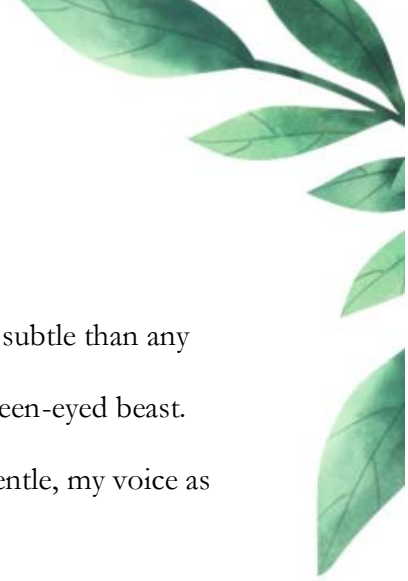 subtle than any
een-eyed beast.
entle, my voice as